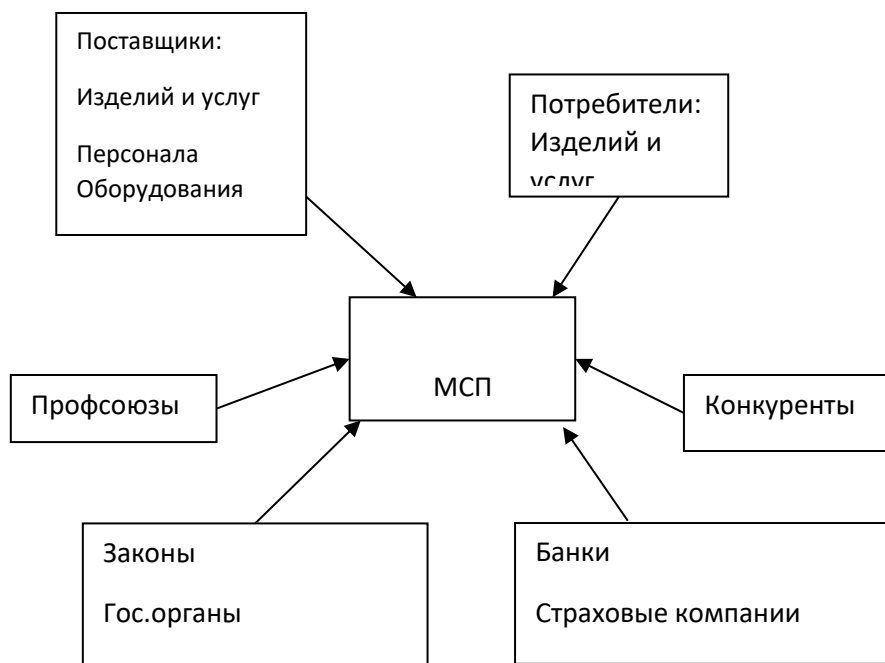 Поставщики:
Изделий и услуг
Персонала
Оборудования
Потребители:
Изделий и
услуг
МСП
Профсоюзы
Конкуренты
Законы
Гос.органы
Банки
Страховые компании